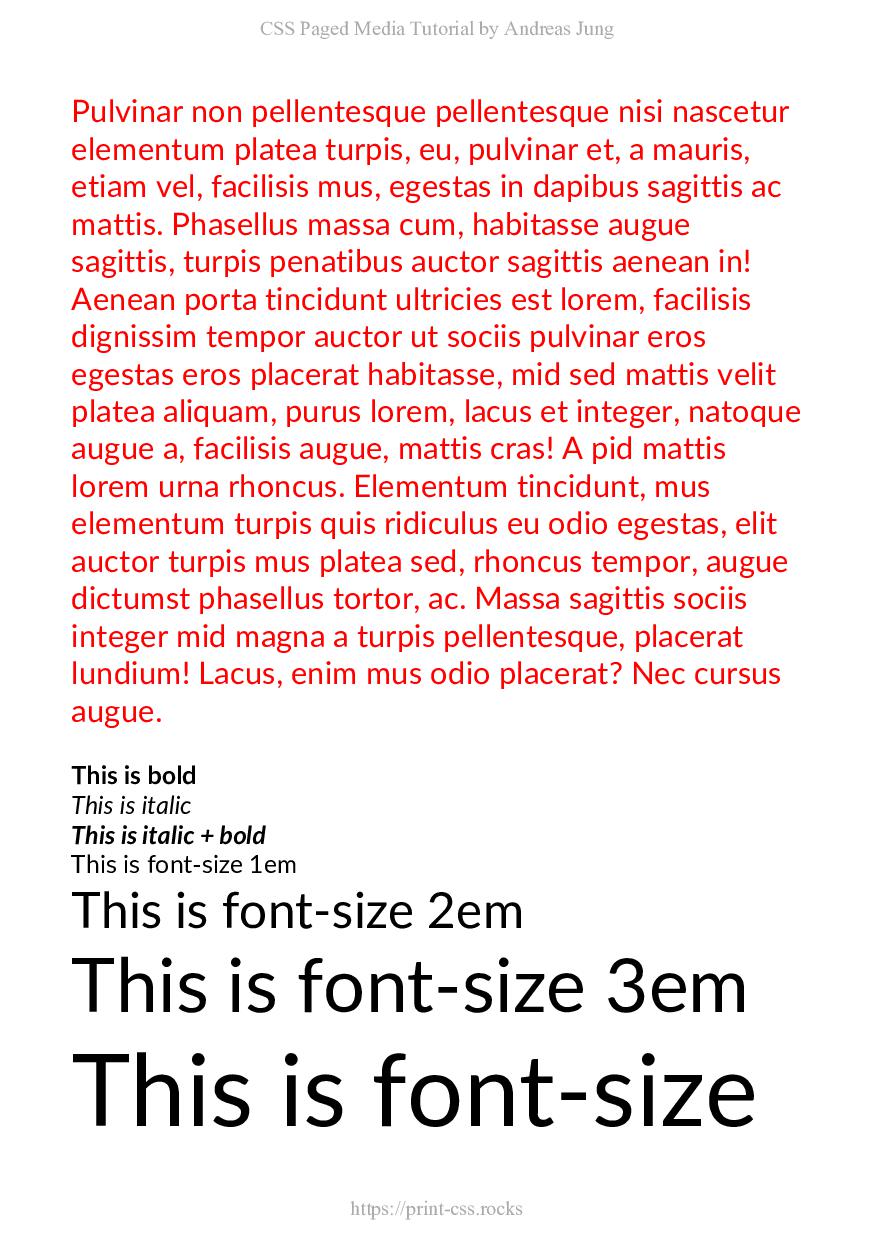 CSS Paged Media Tutorial by Andreas Jung
Pulvinar non pellentesque pellentesque nisi nascetur
elementum platea turpis, eu, pulvinar et, a mauris,
etiam vel, facilisis mus, egestas in dapibus sagittis ac
mattis. Phasellus massa cum, habitasse augue
sagittis, turpis penatibus auctor sagittis aenean in!
Aenean porta tincidunt ultricies est lorem, facilisis
dignissim tempor auctor ut sociis pulvinar eros
egestas eros placerat habitasse, mid sed mattis velit
platea aliquam, purus lorem, lacus et integer, natoque
augue a, facilisis augue, mattis cras! A pid mattis
lorem urna rhoncus. Elementum tincidunt, mus
elementum turpis quis ridiculus eu odio egestas, elit
auctor turpis mus platea sed, rhoncus tempor, augue
dictumst phasellus tortor, ac. Massa sagittis sociis
integer mid magna a turpis pellentesque, placerat
lundium! Lacus, enim mus odio placerat? Nec cursus
augue.
This is bold
This is italic
This is italic + bold
This is font-size 1em
This is font-size 2em
This is font-size 3em
This is font-size
https://print-css.rocks